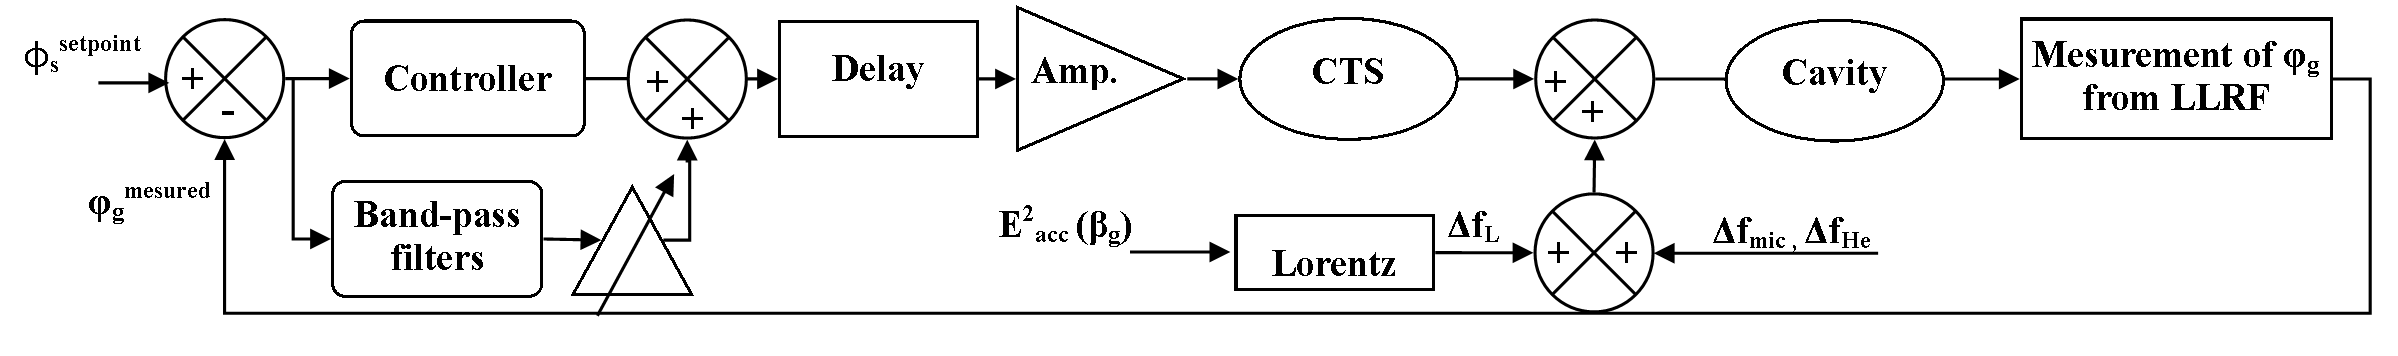 ϕs^setpoint
+
-
Controller
+
+
Delay
Amp.
CTS
+
+
Cavity
Mesurement of φg
from LLRF
φg^mesured
Band-pass
filters
E²acc (βg)
Lorentz
ΔfL
+
+
Δfmic , ΔfHe